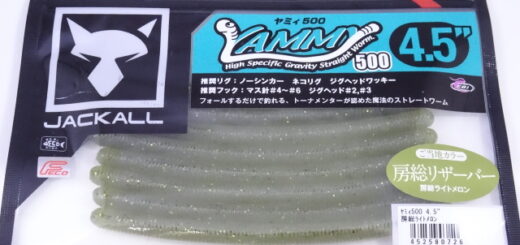 JACKALL
ヤミィ500
YAMMY
500
4.5"
High Specific Gravity Straight Worm
推奨リグ:ノーシンカー ネコリグ ジグヘッドワッキー
推奨フック:マス針#4~#6 ジグヘッド#2,#3
フォールするだけで釣れる、トーナメンターが認めた魔法のストレートワーム
ECO
ご当地カラー
房総リザーバー
房総ライトメロン
ヤミィ500 4.5"
房総ライトメロン